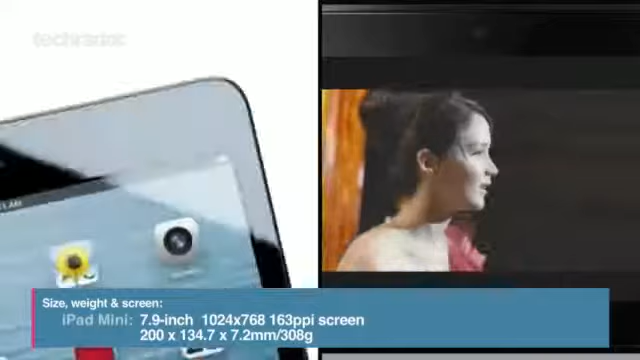 techradar.
Size, weight & screen:
iPad Mini: 7.9-inch 1024x768 163ppi screen
200 x 134.7 x 7.2mm/308g